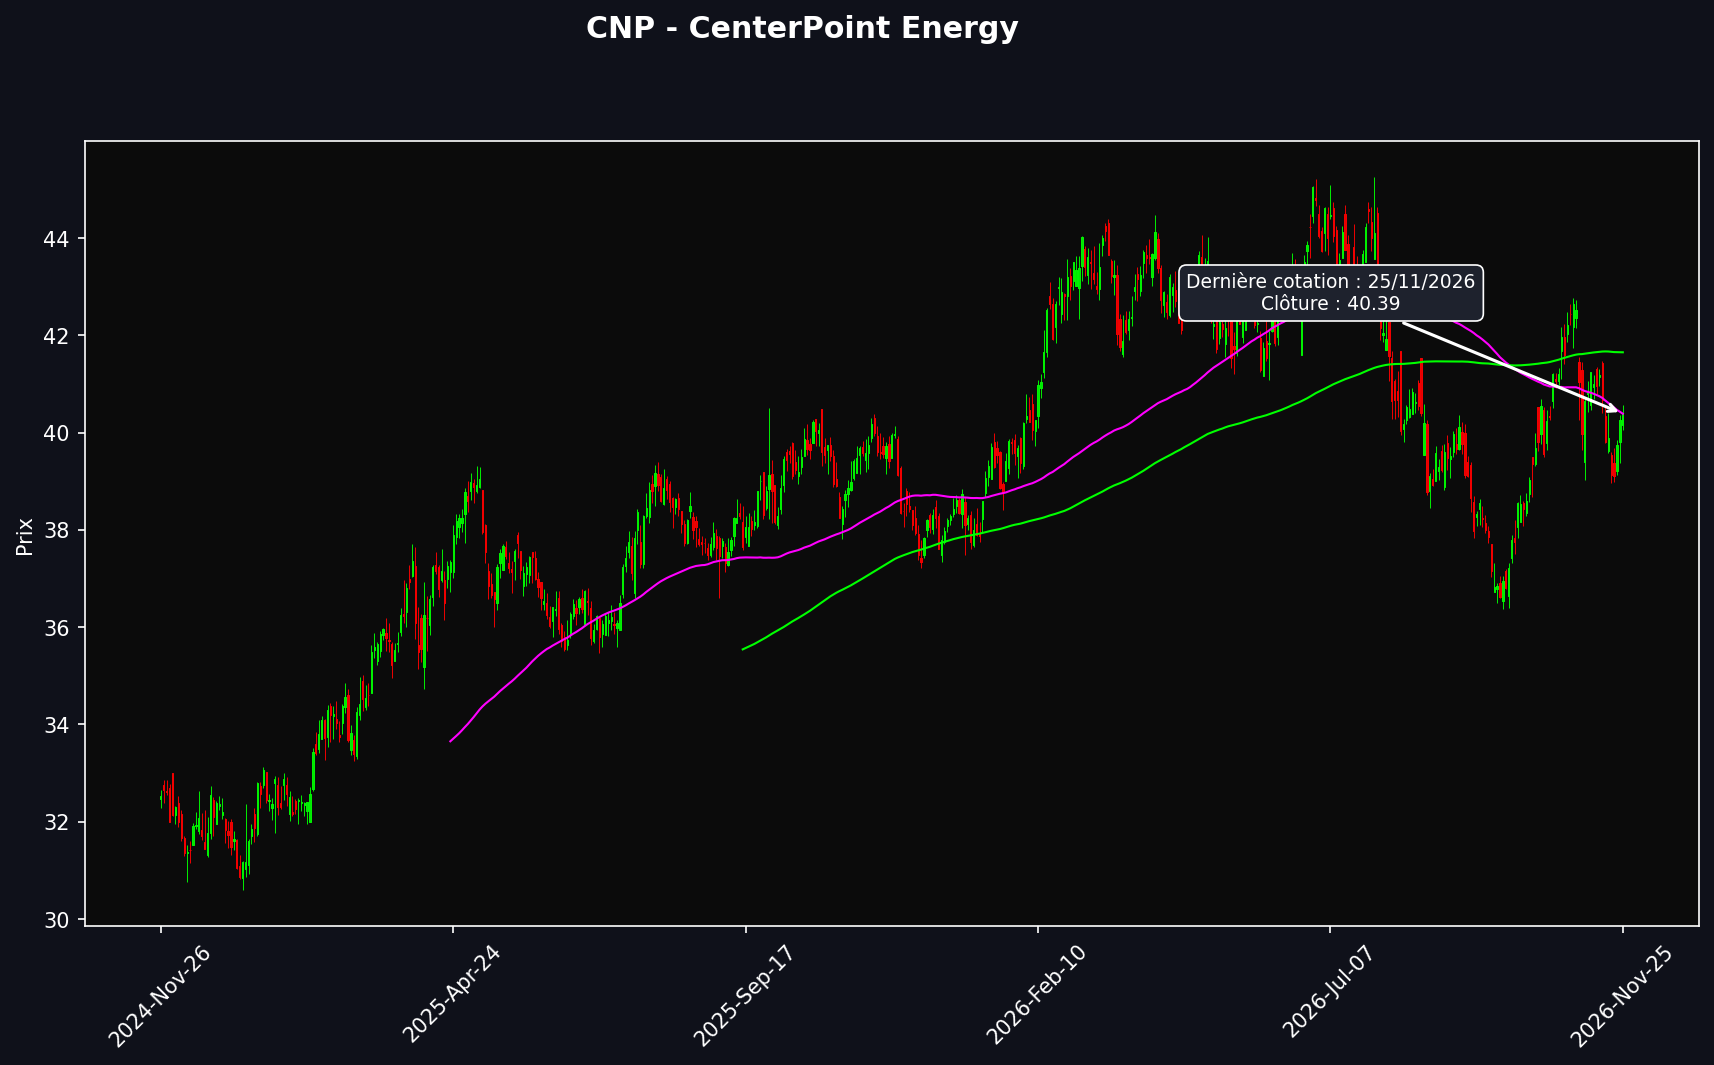 CNP - CenterPoint Energy
Prix
44
42
40
38
36
34
32
30
Dernière cotation : 25/11/2026
Clôture : 40.39
2024-Nov-26
2025-Apr-24
2025-Sep-17
2026-Feb-10
2026-Jul-07
2026-Nov-25